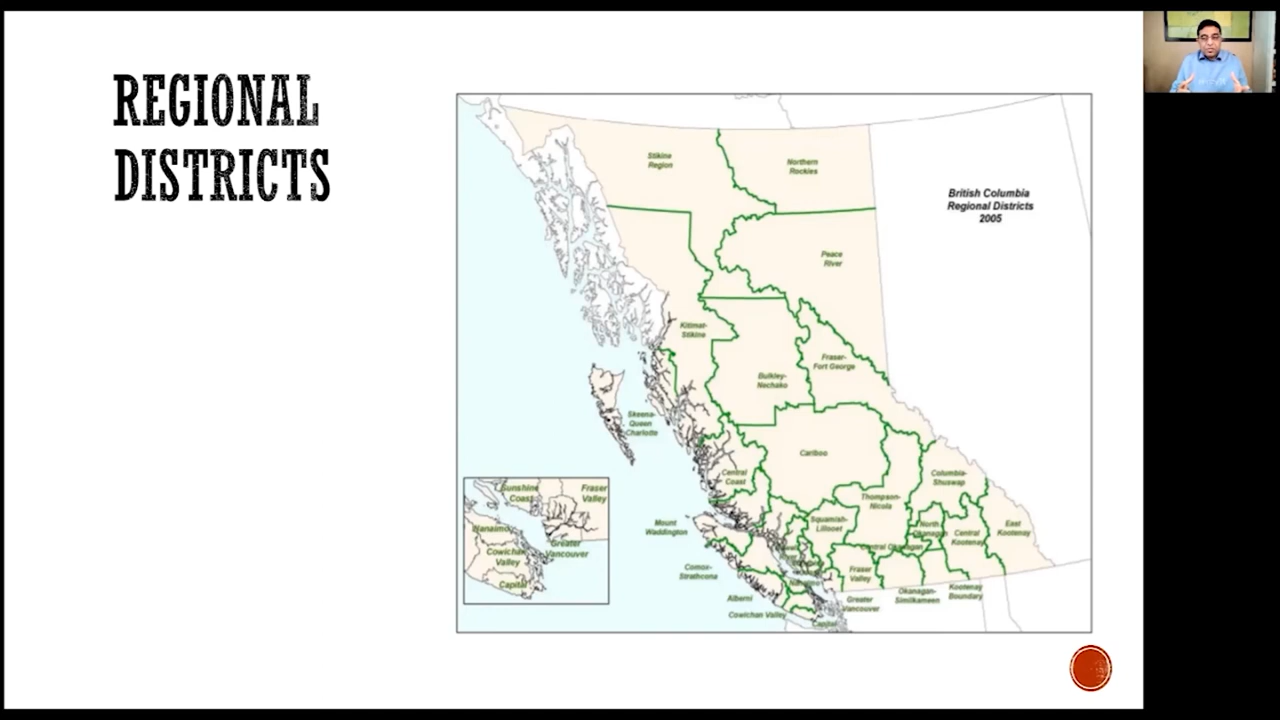 REGIONAL
DISTRICTS
British Columbia
Regional Districts
2005
Stikine
Region
Northern
Rockies
Peace
River
Kitimat-
Stikine
Fraser-
Fort George
Bulkley-
Nechako
Skeena-
Queen
Charlotte
Cariboo
Central
Coast
Columbia-
Shuswap
Thompson-
Nicola
Mount
Waddington
Squamish-
Lillooet
North
Okanagan
Central
Kootenay
East
Kootenay
Central Okanagan
Comox-
Strathcona
Fraser
Valley
Alberni
Cowichan Valley
Capital
Greater
Vancouver
Okanagan-
Similkameen
Kootenay
Boundary
Sunshine
Coast
Fraser
Valley
Nanaimo
Greater
Vancouver
Cowichan
Valley
Capital